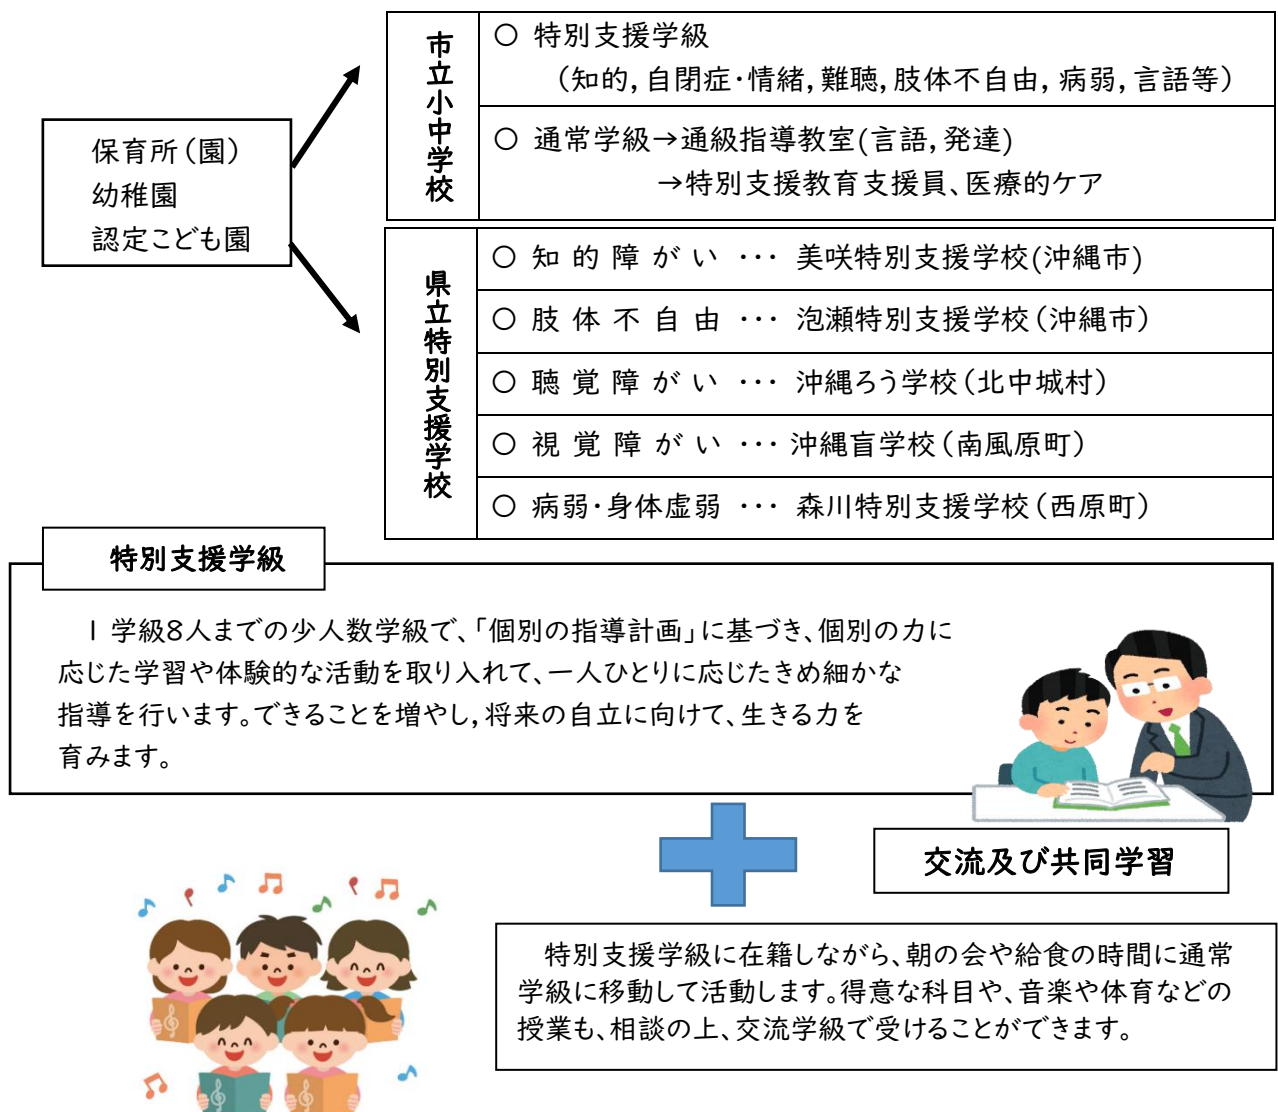 保育所(園)
幼稚園
認定こども園
市立小中学校
○ 特別支援学級
(知的,自閉症・情緒,難聴,肢体不自由,病弱,言語等)
○ 通常学級→通級指導教室(言語,発達)
→特別支援教育支援員、医療的ケア
県立特別支援学校
○ 知的障がい ・・・ 美咲特別支援学校(沖縄市)
○ 肢体不自由 ・・・ 泡瀬特別支援学校(沖縄市)
○ 聴覚障がい ・・・ 沖縄ろう学校(北中城村)
○ 視覚障がい ・・・ 沖縄盲学校(南風原町)
○ 病弱・身体虚弱 ・・・ 森川特別支援学校(西原町)
特別支援学級
1 学級8人までの少人数学級で、「個別の指導計画」に基づき、個別の力に
応じた学習や体験的な活動を取り入れて、一人ひとりに応じたきめ細かな
指導を行います。できることを増やし,将来の自立に向けて、生きる力を
育みます。
交流及び共同学習
特別支援学級に在籍しながら、朝の会や給食の時間に通常
学級に移動して活動します。得意な科目や、音楽や体育などの
授業も、相談の上、交流学級で受けることができます。